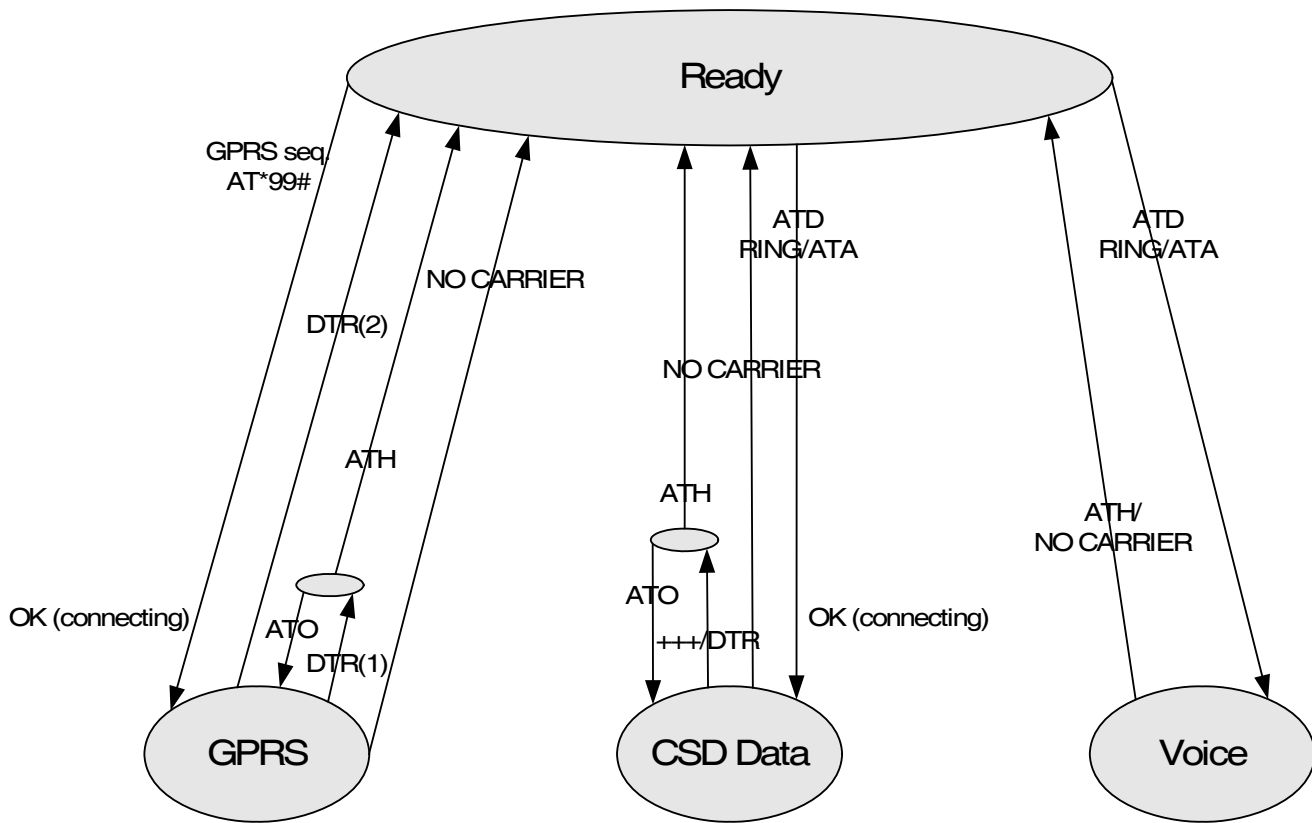 Ready
GPRS seq.
AT*99#
ATD
RING/ATA
ATD
RING/ATA
NO CARRIER
DTR(2)
NO CARRIER
ATH
ATH
ATH/
NO CARRIER
ATO
OK (connecting)
OK (connecting)
ATO
+++/DTR
DTR(1)
GPRS
CSD Data
Voice